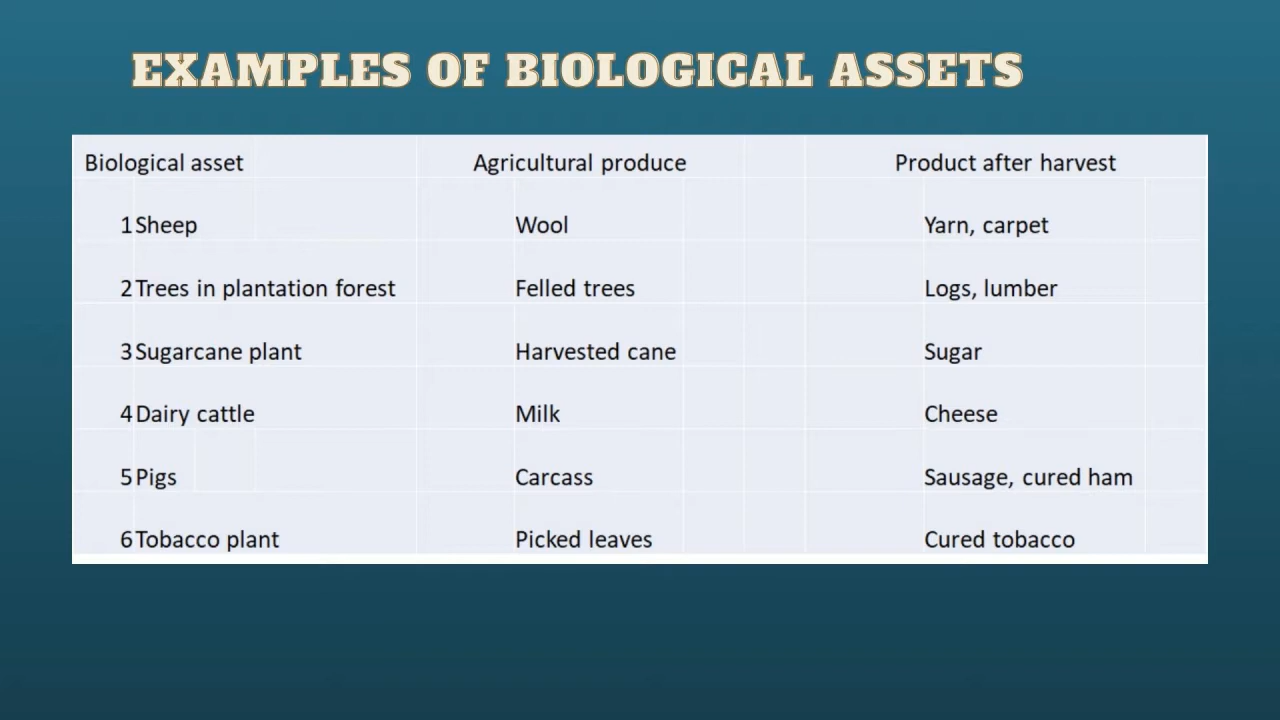 EXAMPLES OF BIOLOGICAL ASSETS
Biological asset Agricultural produce Product after harvest
1 Sheep Wool Yarn, carpet
2 Trees in plantation forest Felled trees Logs, lumber
3 Sugarcane plant Harvested cane Sugar
4 Dairy cattle Milk Cheese
5 Pigs Carcass Sausage, cured ham
6 Tobacco plant Picked leaves Cured tobacco